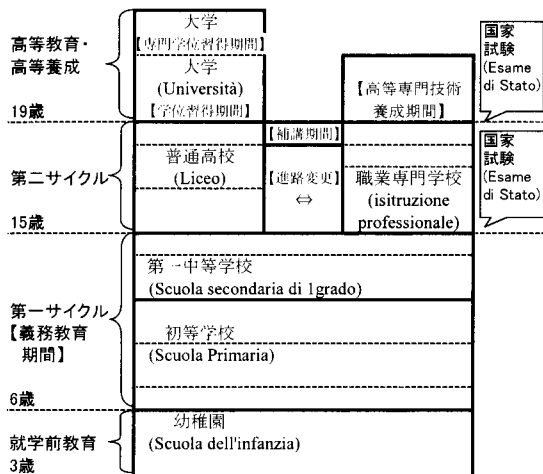 高等教育・
高等養成
19歳
大学
【専門学位習得期間】
大学
(Università)
【学位習得期間】
【高等専門技術
養成期間】
国家
試験
(Esame
di Stato)
第二サイクル
15歳
普通高校
(Liceo)
【補講期間】
【進路変更】
⇔
職業専門学校
(isitruzione
professionale)
国家
試験
(Esame
di Stato)
第一サイクル
【義務教育
期間】
6歳
第一中等学校
(Scuola secondaria di 1grado)
初等学校
(Scuola Primaria)
就学前教育
3歳
幼稚園
(Scuola dell'infanzia)